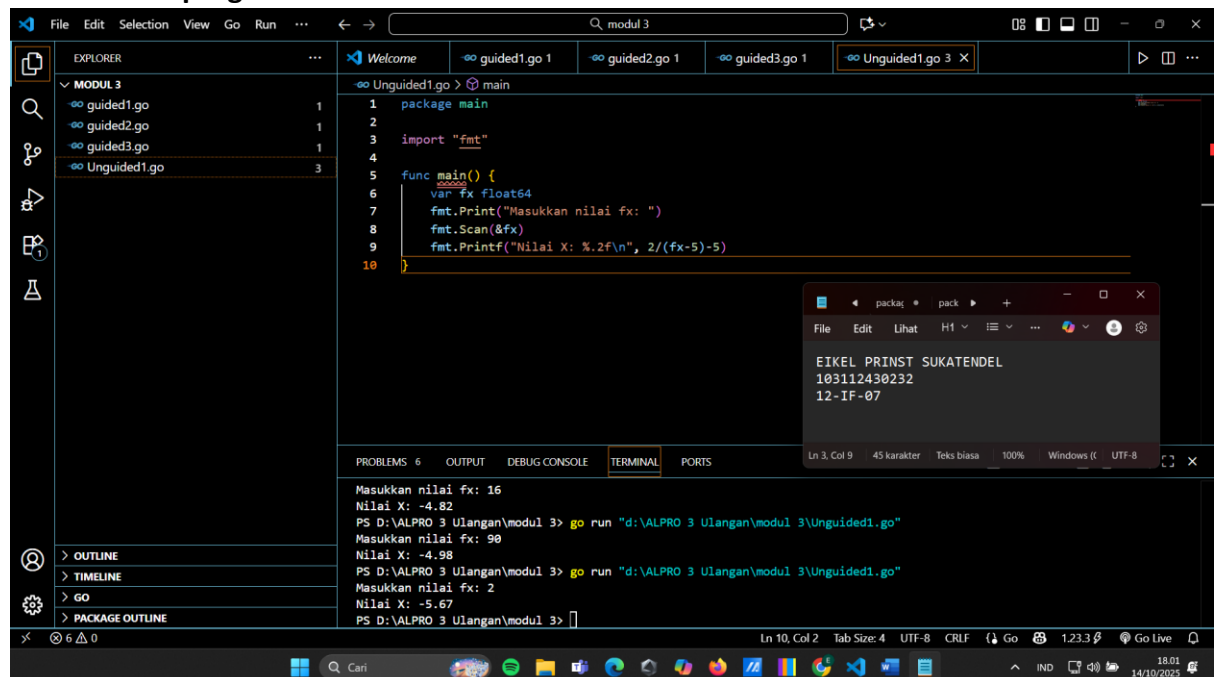 File Edit Selection View Go Run ... modul 3
EXPLORER ...
MODUL 3
guided1.go 1
guided2.go 1
guided3.go 1
Unguided1.go 3
OUTLINE
TIMELINE
GO
PACKAGE OUTLINE
Welcome guided1.go 1 guided2.go 1 guided3.go 1 Unguided1.go 3
Unguided1.go > main
1 package main
2
3 import "fmt"
4
5 func main() {
6 var fx float64
7 fmt.Print("Masukkan nilai fx: ")
8 fmt.Scan(&fx)
9 fmt.Printf("Nilai X: %.2f\n", 2/(fx-5)-5)
10 }
packag pack +
File Edit Lihat H1 ...
EIKEL PRINST SUKATENDEL
103112430232
12-IF-07
Ln 3, Col 9 45 karakter Teks biasa 100% Windows (( UTF-8
PROBLEMS 6 OUTPUT DEBUG CONSOLE TERMINAL PORTS
Masukkan nilai fx: 16
Nilai X: -4.82
PS D:\ALPRO 3 Ulangan\modul 3> go run "d:\ALPRO 3 Ulangan\modul 3\Unguided1.go"
Masukkan nilai fx: 90
Nilai X: -4.98
PS D:\ALPRO 3 Ulangan\modul 3> go run "d:\ALPRO 3 Ulangan\modul 3\Unguided1.go"
Masukkan nilai fx: 2
Nilai X: -5.67
PS D:\ALPRO 3 Ulangan\modul 3>
6 0 Ln 10, Col 2 Tab Size: 4 UTF-8 CRLF Go 1.23.3 Go Live
Cari IND 18.01
14/10/2025